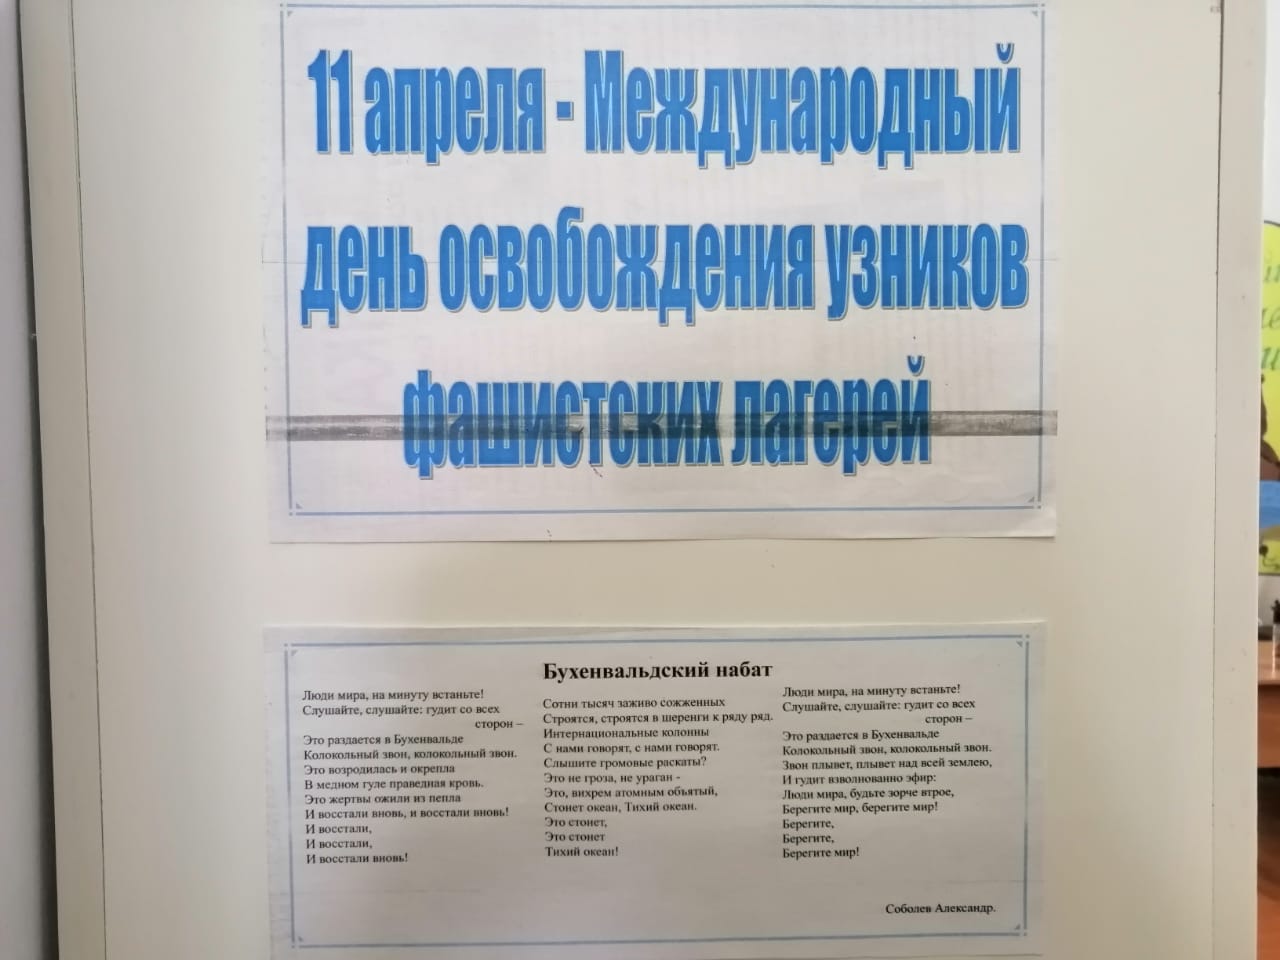 11 апреля - Международный
день освобождения узников
фашистских лагерей
Бухенвальдский набат
Люди мира, на минуту встаньте!
Слушайте, слушайте: гудит со всех
сторон –
Это раздается в Бухенвальде
Колокольный звон, колокольный звон.
Это возродилась и окрепла
В медном гуле праведная кровь.
Это жертвы ожили из пепла
И восстали вновь, и восстали вновь!
И восстали,
И восстали,
И восстали вновь!
Сотни тысяч заживо сожженных
Строятся, строятся в шеренги к ряду ряд.
Интернациональные колонны
С нами говорят, с нами говорят.
Слышите громовые раскаты?
Это не гроза, не ураган -
Это, вихрем атомным объятый,
Стонет океан, Тихий океан.
Это стонет,
Это стонет
Тихий океан!
Люди мира, на минуту встаньте!
Слушайте, слушайте: гудит со всех
сторон –
Это раздается в Бухенвальде
Колокольный звон, колокольный звон.
Звон плывет, плывет над всей землею,
И гудит взволнованно эфир:
Люди мира, будьте зорче втрое,
Берегите мир, берегите мир!
Берегите,
Берегите,
Берегите мир!
Соболев Александр.